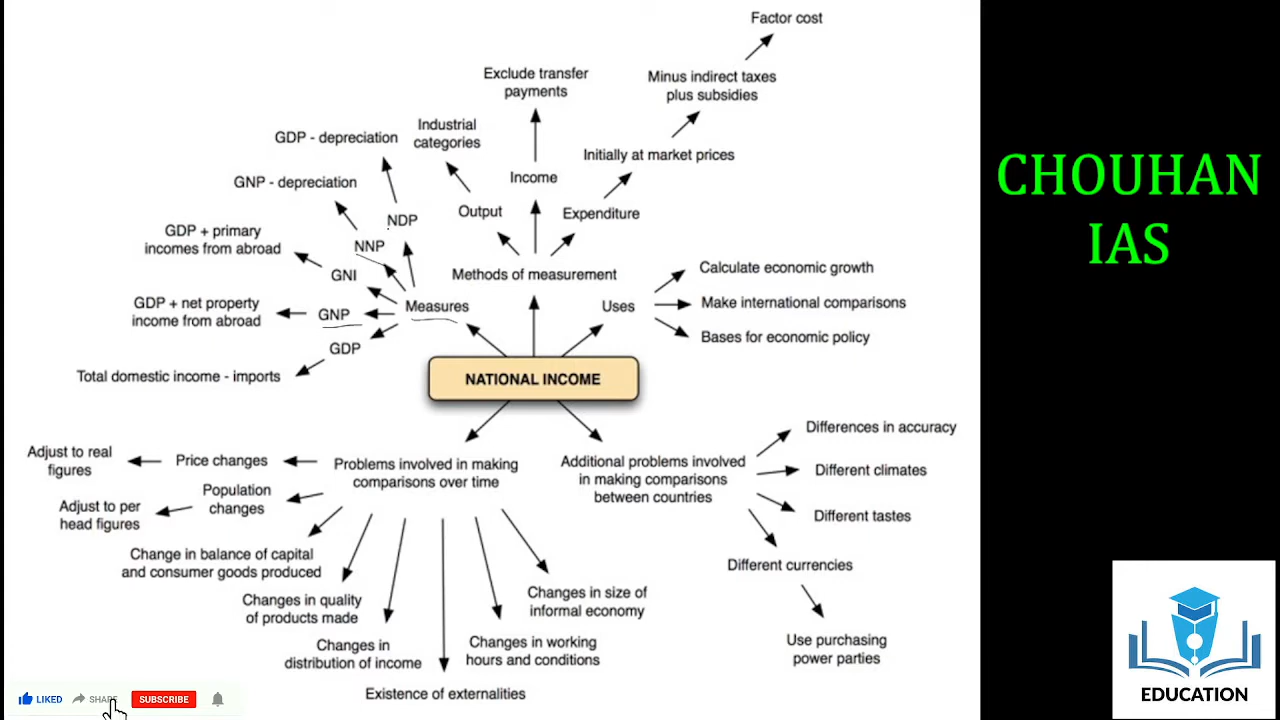 Factor cost
Exclude transfer
payments
Minus indirect taxes
plus subsidies
Industrial
categories
GDP - depreciation
Initially at market prices
GNP - depreciation
Income
Output
Expenditure
NDP
NNP
GDP + primary
incomes from abroad
GNI
Methods of measurement
Calculate economic growth
GDP + net property
income from abroad
GNP
Measures
Uses
Make international comparisons
Bases for economic policy
GDP
Total domestic income - imports
NATIONAL INCOME
Adjust to real
figures
Price changes
Problems involved in making
comparisons over time
Additional problems involved
in making comparisons
between countries
Differences in accuracy
Different climates
Different tastes
Population
changes
Adjust to per
head figures
Change in balance of capital
and consumer goods produced
Different currencies
Changes in quality
of products made
Changes in size of
informal economy
Changes in
distribution of income
Changes in working
hours and conditions
Use purchasing
power parties
Existence of externalities
LIKED
SHARE
SUBSCRIBE
CHOUHAN
IAS
EDUCATION